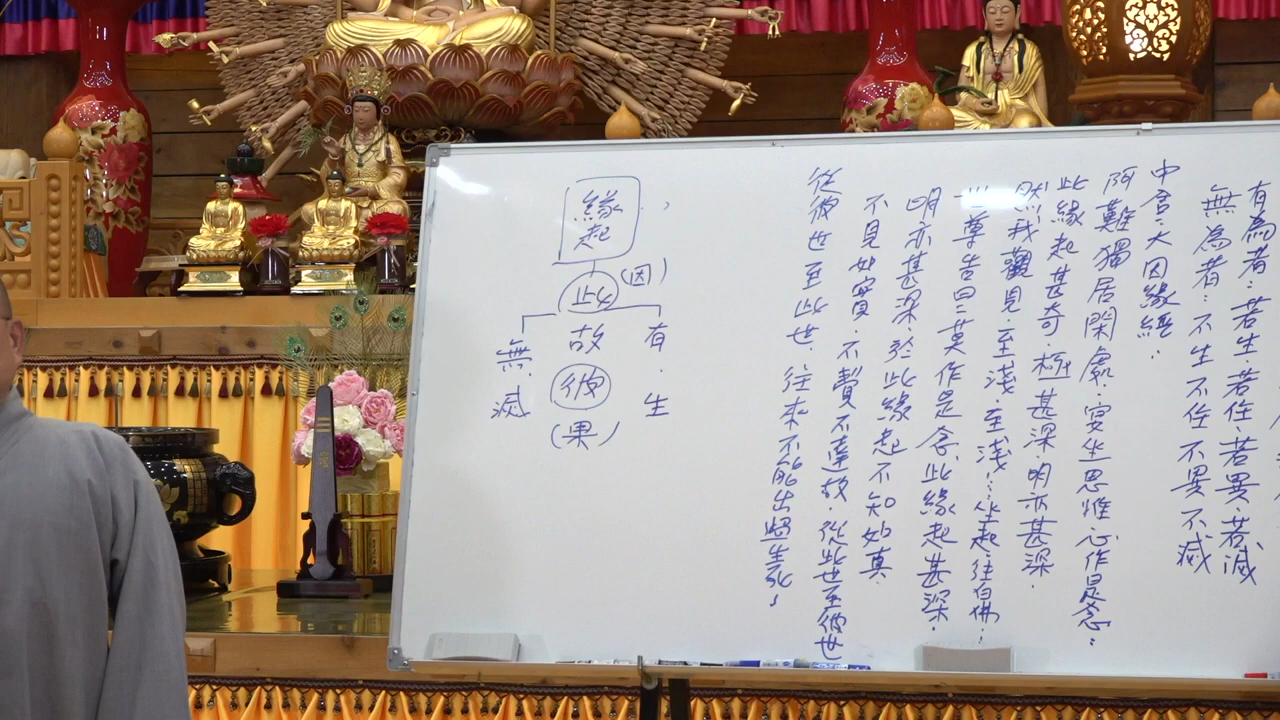 有為者：若生．若住．若異．若滅
無為者：不生不住不異不滅
中含大因緣經：
阿難獨居閑處．安坐思惟心作是念：
此緣起甚奇．極甚深明亦甚深．
然我觀見至淺至淺！…坐起往白佛：
世尊告曰：莫作是念．此緣起甚深．
明亦甚深．於此緣起不知如真
不見如實．不覺不達故．從此世至彼世
從彼世至此世．往來不能出
緣起
(因)
此
無．滅
故
有．生
彼
(果)